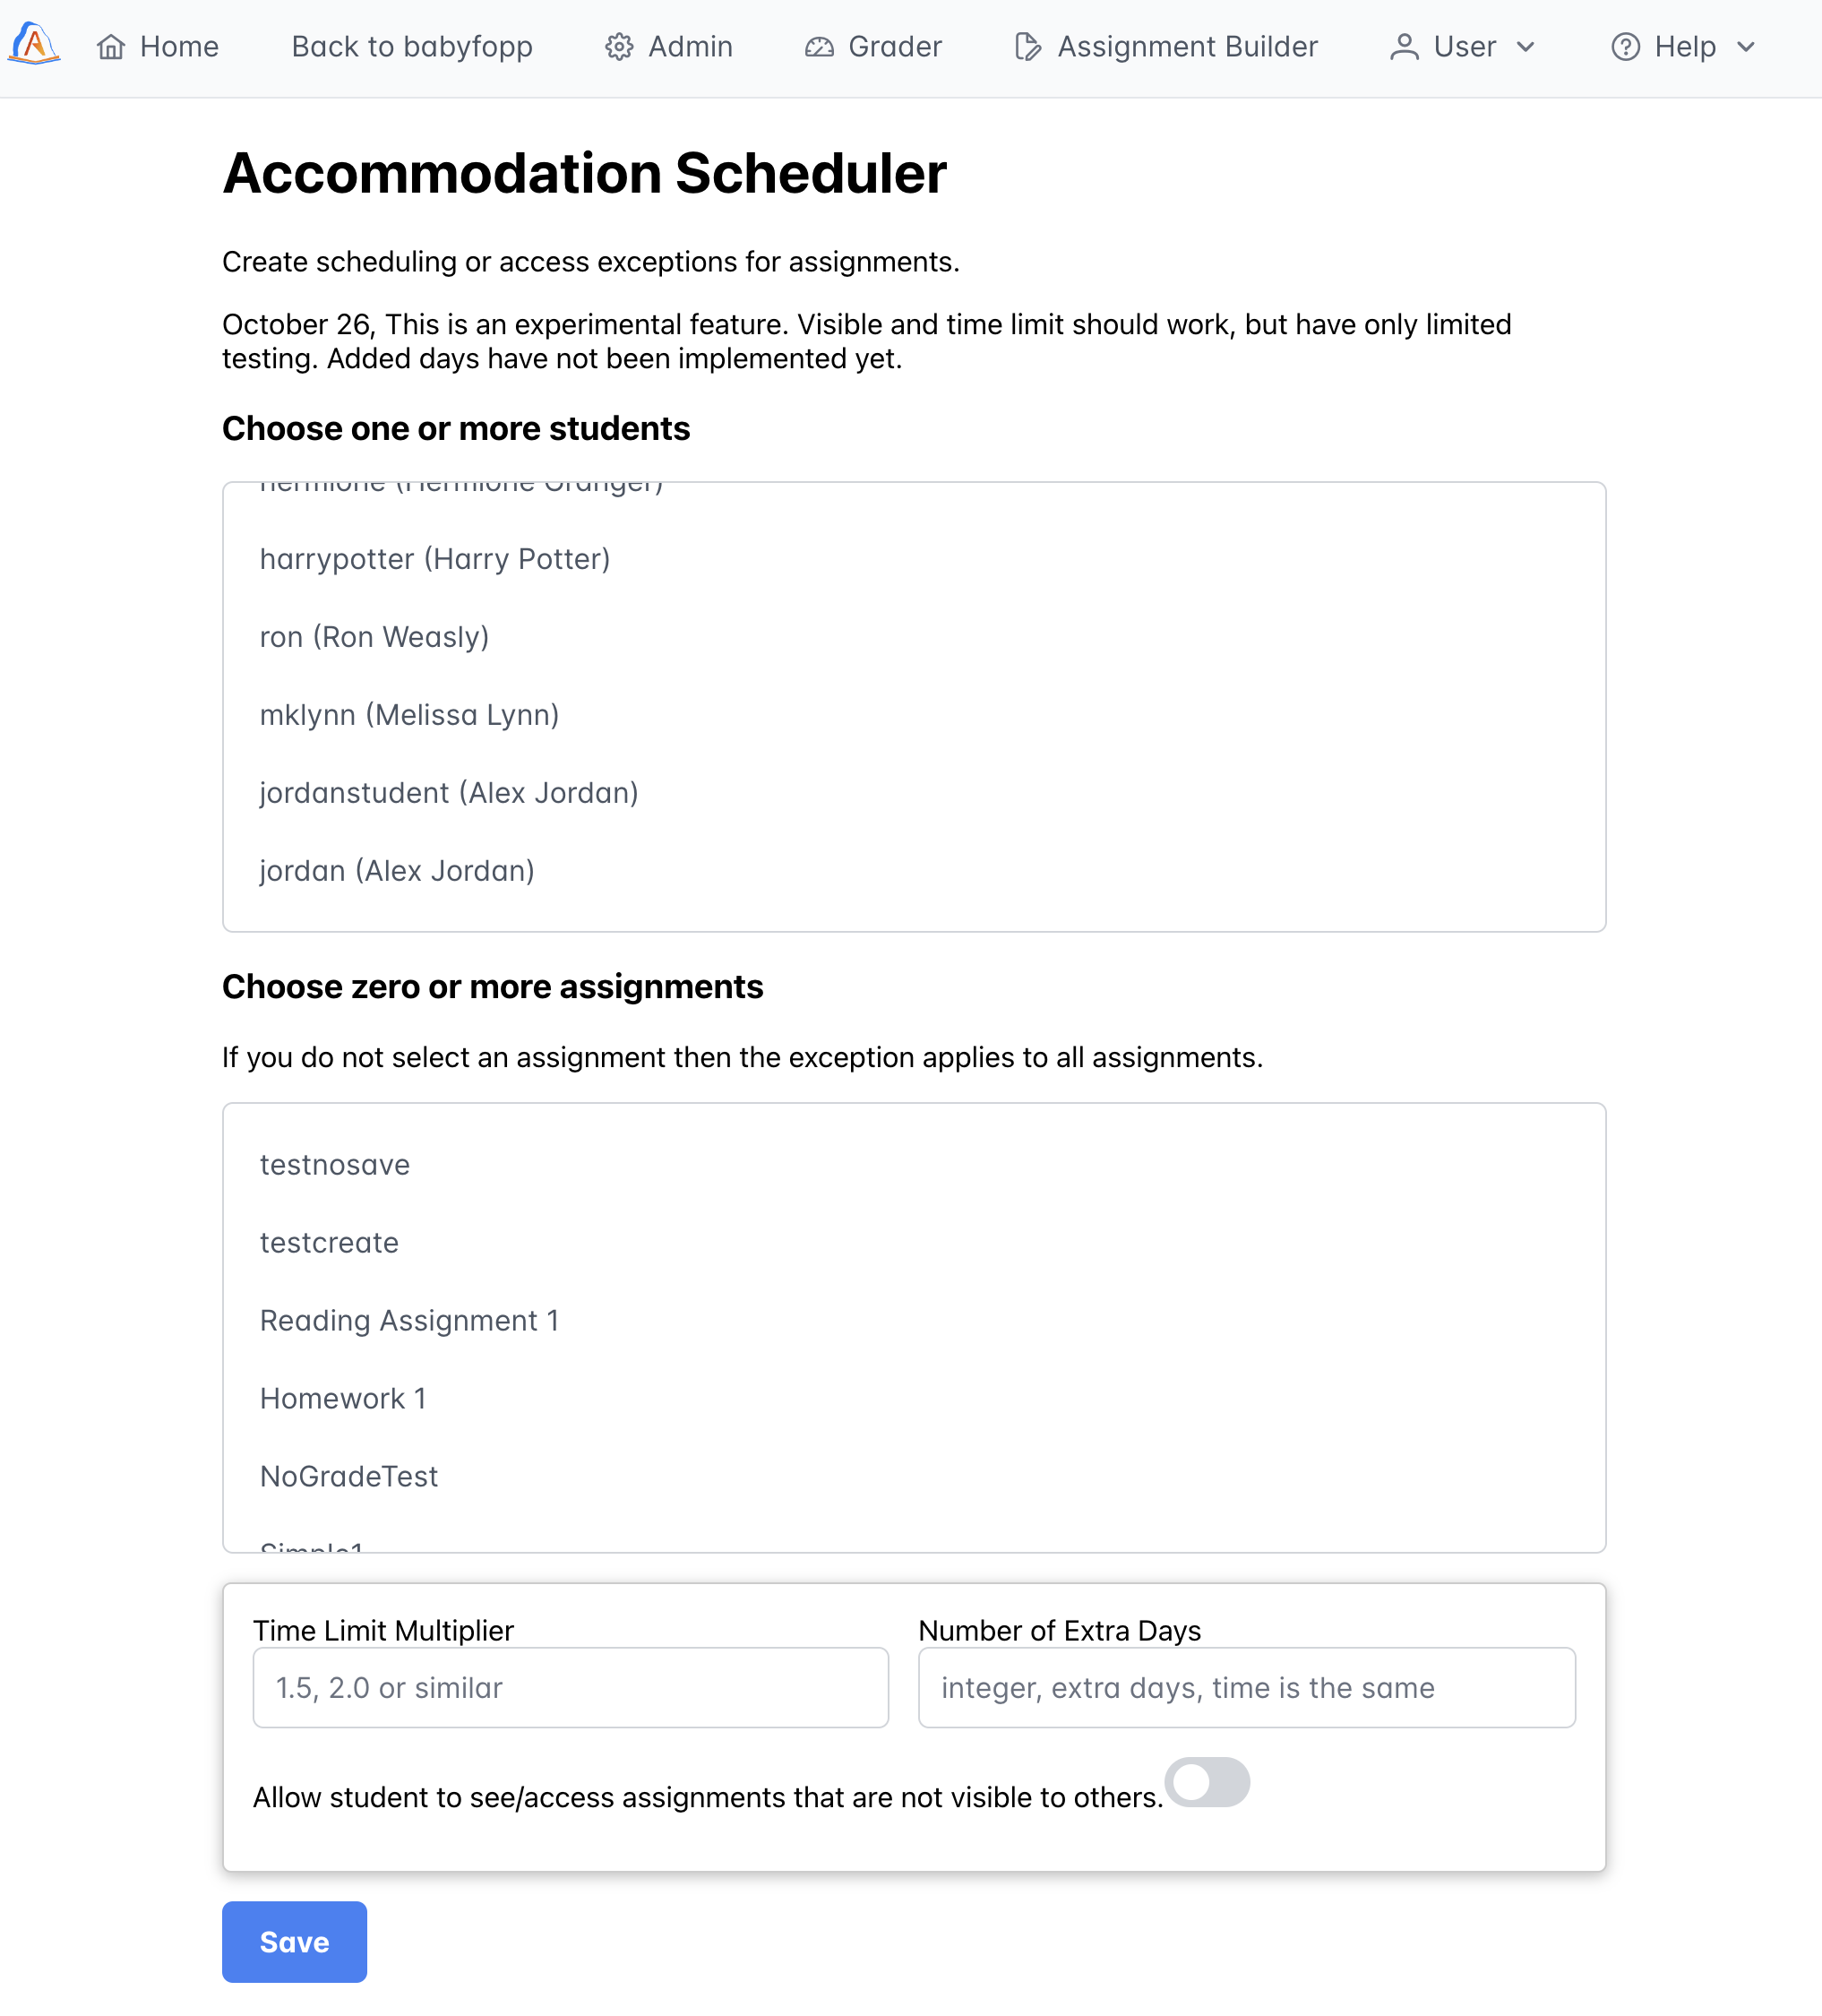 Home Back to babyfopp Admin Grader Assignment Builder User Help
Accommodation Scheduler
Create scheduling or access exceptions for assignments.
October 26, This is an experimental feature. Visible and time limit should work, but have only limited
testing. Added days have not been implemented yet.
Choose one or more students
hermione (Hermione Granger)
harrypotter (Harry Potter)
ron (Ron Weasly)
mklynn (Melissa Lynn)
jordanstudent (Alex Jordan)
jordan (Alex Jordan)
Choose zero or more assignments
If you do not select an assignment then the exception applies to all assignments.
testnosave
testcreate
Reading Assignment 1
Homework 1
NoGradeTest
Simple1
Time Limit Multiplier Number of Extra Days
1.5, 2.0 or similar integer, extra days, time is the same
Allow student to see/access assignments that are not visible to others.
Save